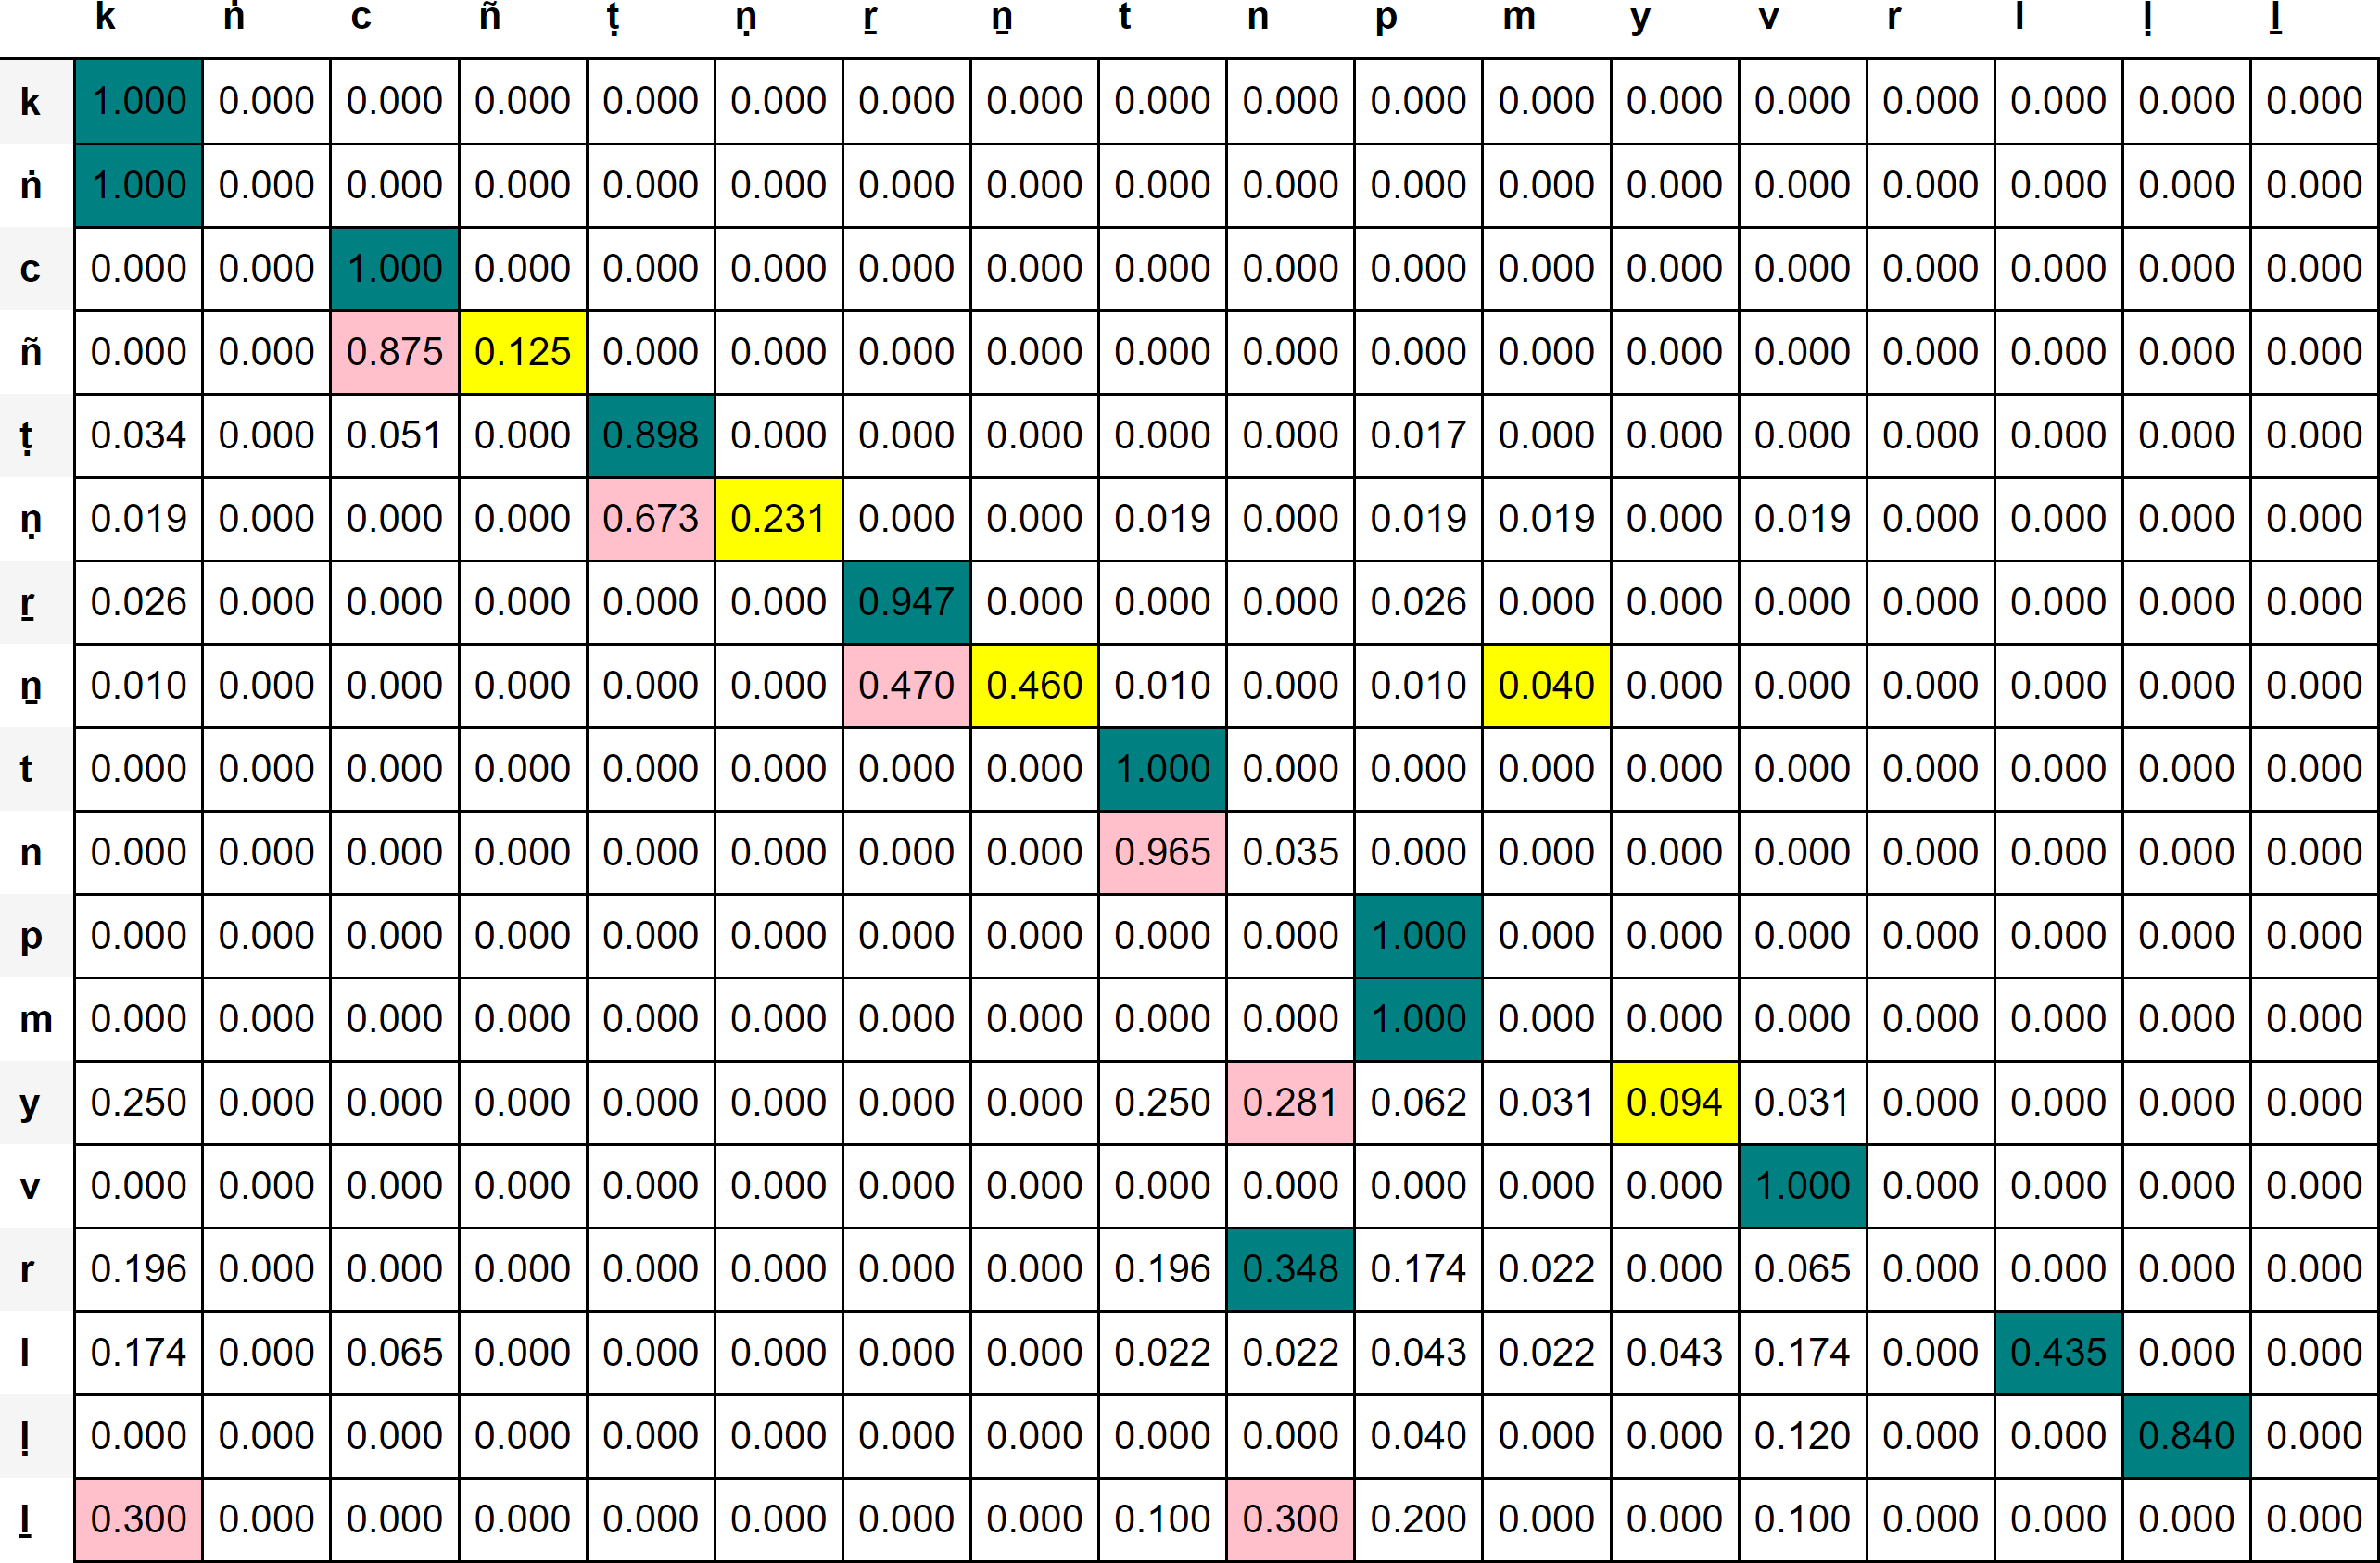 k ṅ c ñ ṭ ṇ ṟ ṉ t n p m y v r l ḷ ḻ
k 1.000 0.000 0.000 0.000 0.000 0.000 0.000 0.000 0.000 0.000 0.000 0.000 0.000 0.000 0.000 0.000 0.000 0.000
ṅ 1.000 0.000 0.000 0.000 0.000 0.000 0.000 0.000 0.000 0.000 0.000 0.000 0.000 0.000 0.000 0.000 0.000 0.000
c 0.000 0.000 1.000 0.000 0.000 0.000 0.000 0.000 0.000 0.000 0.000 0.000 0.000 0.000 0.000 0.000 0.000 0.000
ñ 0.000 0.000 0.875 0.125 0.000 0.000 0.000 0.000 0.000 0.000 0.000 0.000 0.000 0.000 0.000 0.000 0.000 0.000
ṭ 0.034 0.000 0.051 0.000 0.898 0.000 0.000 0.000 0.000 0.000 0.017 0.000 0.000 0.000 0.000 0.000 0.000 0.000
ṇ 0.019 0.000 0.000 0.000 0.673 0.231 0.000 0.000 0.019 0.000 0.019 0.019 0.000 0.019 0.000 0.000 0.000 0.000
ṟ 0.026 0.000 0.000 0.000 0.000 0.000 0.947 0.000 0.000 0.000 0.026 0.000 0.000 0.000 0.000 0.000 0.000 0.000
ṉ 0.010 0.000 0.000 0.000 0.000 0.000 0.470 0.460 0.010 0.000 0.010 0.040 0.000 0.000 0.000 0.000 0.000 0.000
t 0.000 0.000 0.000 0.000 0.000 0.000 0.000 0.000 1.000 0.000 0.000 0.000 0.000 0.000 0.000 0.000 0.000 0.000
n 0.000 0.000 0.000 0.000 0.000 0.000 0.000 0.000 0.965 0.035 0.000 0.000 0.000 0.000 0.000 0.000 0.000 0.000
p 0.000 0.000 0.000 0.000 0.000 0.000 0.000 0.000 0.000 0.000 1.000 0.000 0.000 0.000 0.000 0.000 0.000 0.000
m 0.000 0.000 0.000 0.000 0.000 0.000 0.000 0.000 0.000 0.000 1.000 0.000 0.000 0.000 0.000 0.000 0.000 0.000
y 0.250 0.000 0.000 0.000 0.000 0.000 0.000 0.000 0.250 0.281 0.062 0.031 0.094 0.031 0.000 0.000 0.000 0.000
v 0.000 0.000 0.000 0.000 0.000 0.000 0.000 0.000 0.000 0.000 0.000 0.000 0.000 1.000 0.000 0.000 0.000 0.000
r 0.196 0.000 0.000 0.000 0.000 0.000 0.000 0.000 0.196 0.348 0.174 0.022 0.000 0.065 0.000 0.000 0.000 0.000
l 0.174 0.000 0.065 0.000 0.000 0.000 0.000 0.000 0.022 0.022 0.043 0.022 0.043 0.174 0.000 0.435 0.000 0.000
ḷ 0.000 0.000 0.000 0.000 0.000 0.000 0.000 0.000 0.000 0.000 0.040 0.000 0.000 0.120 0.000 0.000 0.840 0.000
ḻ 0.300 0.000 0.000 0.000 0.000 0.000 0.000 0.000 0.100 0.300 0.200 0.000 0.000 0.100 0.000 0.000 0.000 0.000